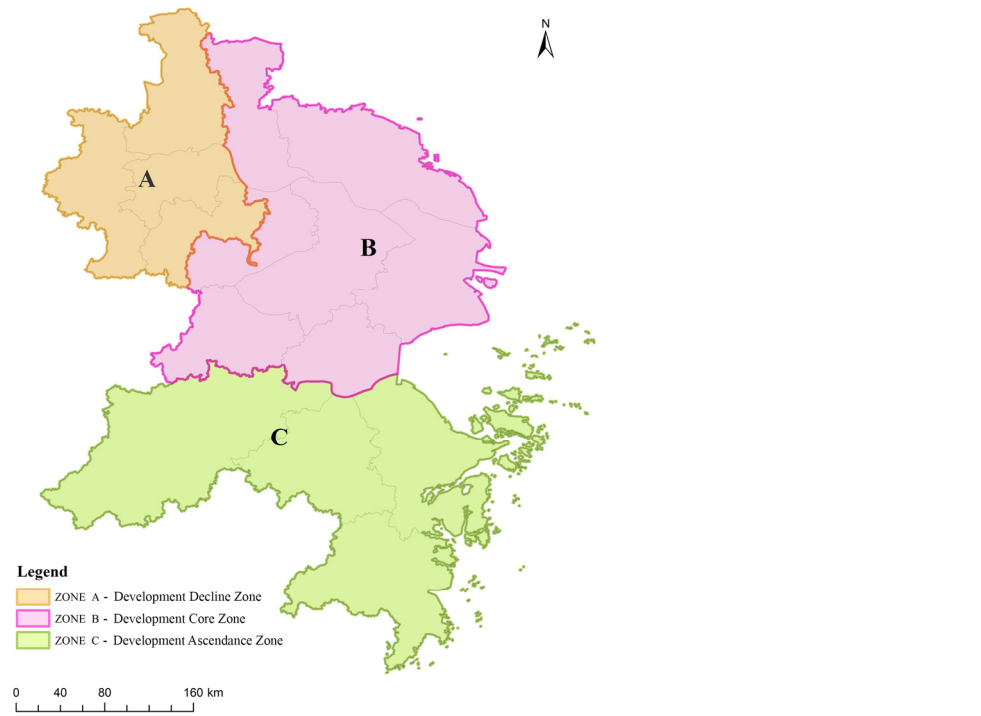 N
A
B
C
Legend
ZONE A - Development Decline Zone
ZONE B - Development Core Zone
ZONE C - Development Ascendance Zone
0 40 80 160 km